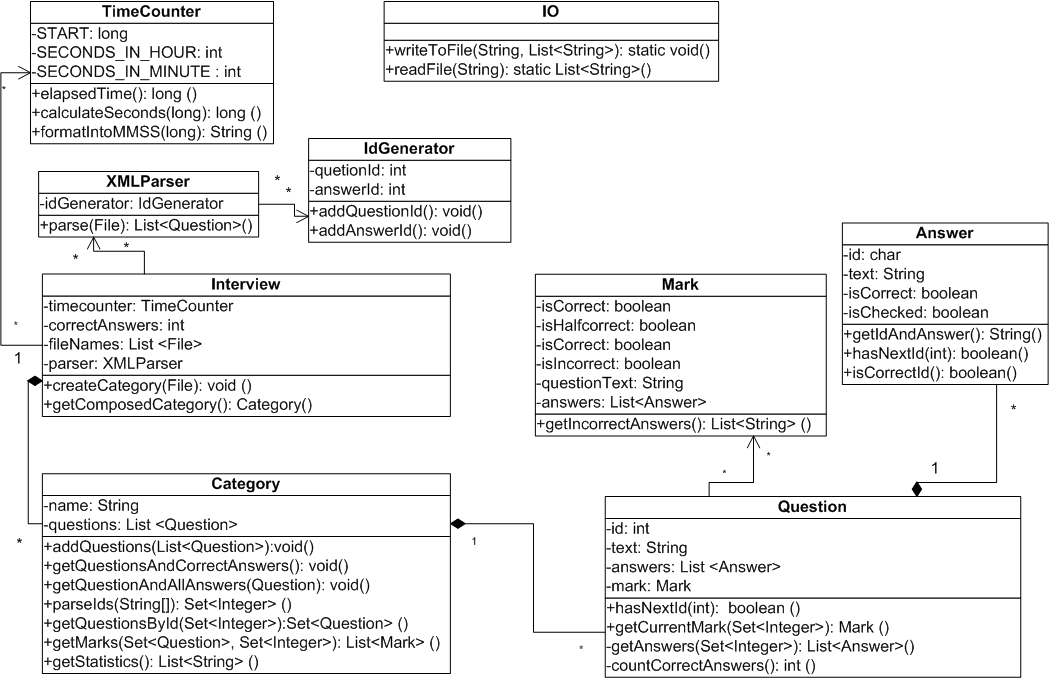 TimeCounter
-START: long
-SECONDS_IN_HOUR: int
-SECONDS_IN_MINUTE : int
+elapsedTime(): long ()
+calculateSeconds(long): long ()
+formatIntoMMSS(long): String ()
*
IO
+writeToFile(String, List<String>): static void()
+readFile(String): static List<String>()
IdGenerator
-quetionId: int
-answerId: int
+addQuestionId(): void()
+addAnswerId(): void()
XMLParser
-idGenerator: IdGenerator
+parse(File): List<Question>()
*
*
*
*
Interview
-timecounter: TimeCounter
-correctAnswers: int
-fileNames: List <File>
-parser: XMLParser
+createCategory(File): void ()
+getComposedCategory(): Category()
*
1
Mark
-isCorrect: boolean
-isHalfcorrect: boolean
-isCorrect: boolean
-isIncorrect: boolean
-questionText: String
-answers: List<Answer>
+getIncorrectAnswers(): List<String> ()
*
*
Answer
-id: char
-text: String
-isCorrect: boolean
-isChecked: boolean
+getIdAndAnswer(): String()
+hasNextId(int): boolean()
+isCorrectId(): boolean()
*
1
Category
-name: String
-questions: List <Question>
+addQuestions(List<Question>):void()
+getQuestionsAndCorrectAnswers(): void()
+getQuestionAndAllAnswers(Question): void()
+parseIds(String[]): Set<Integer> ()
+getQuestionsById(Set<Integer>):Set<Question> ()
+getMarks(Set<Question>, Set<Integer>): List<Mark> ()
+getStatistics(): List<String> ()
*
1
*
Question
-id: int
-text: String
-answers: List <Answer>
-mark: Mark
+hasNextId(int):  boolean ()
+getCurrentMark(Set<Integer>): Mark ()
-getAnswers(Set<Integer>): List<Answer>()
-countCorrectAnswers(): int ()